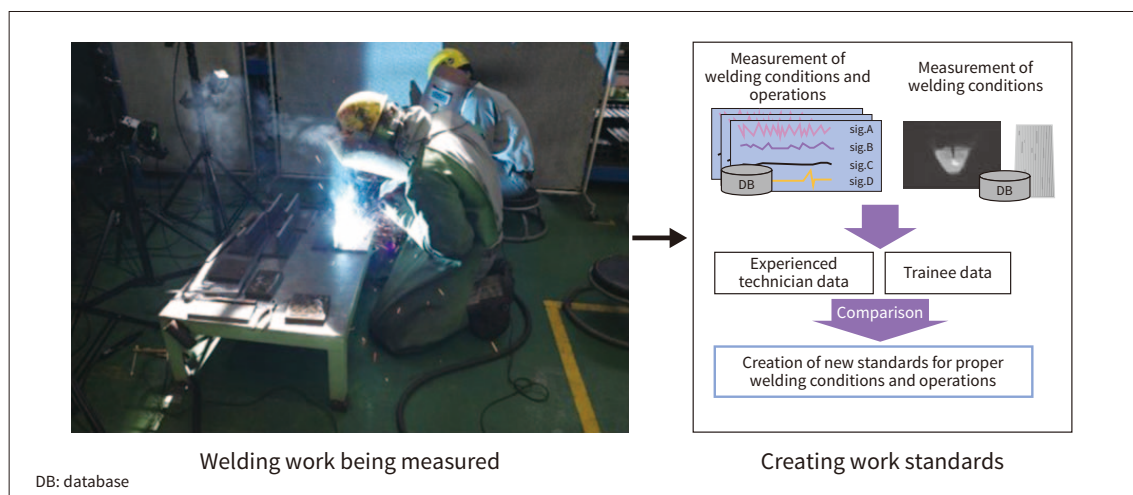 Measurement of
welding conditions and
operations
Measurement of
welding conditions
sig.A
sig.B
sig.C
sig.D
DB
DB
Experienced
technician data
Trainee data
Comparison
Creation of new standards for proper
welding conditions and operations
Welding work being measured
Creating work standards
DB: database